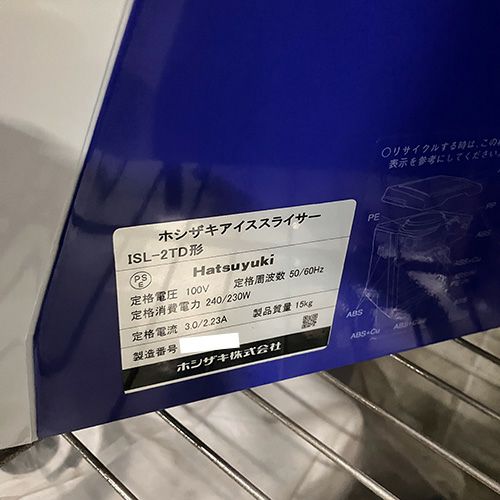 ○リサイクルする時は、この
表示を参考にしてください。
PE
ABS
ABS+Cu
ABS
ホシザキアイススライサー
ISL-2TD形
PSE
Hatsuyuki
定格電圧 100V 定格周波数 50/60Hz
定格消費電力 240/230W
定格電流 3.0/2.23A 製品質量 15kg
製造番号
ホシザキ株式会社